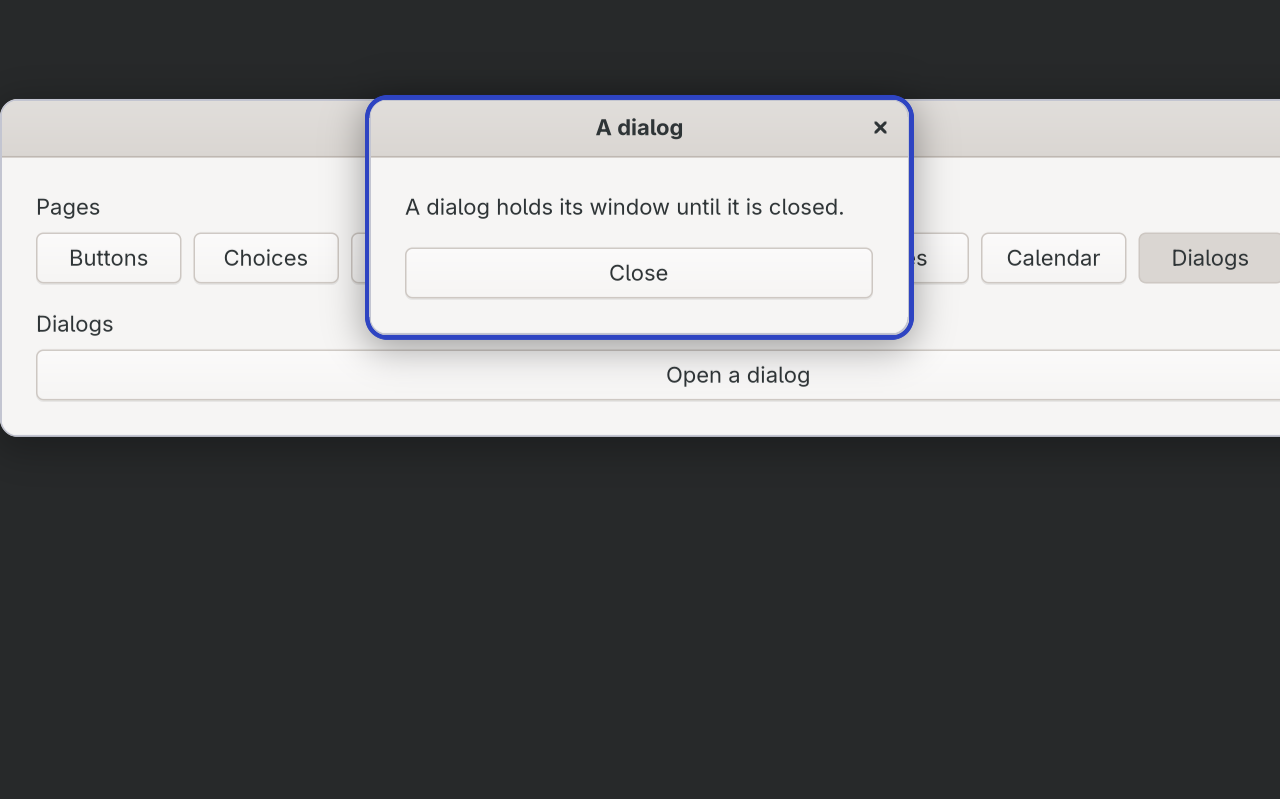 A dialog
A dialog holds its window until it is closed.
Close
Pages
Buttons
Choices
Calendar
Dialogs
Dialogs
Open a dialog